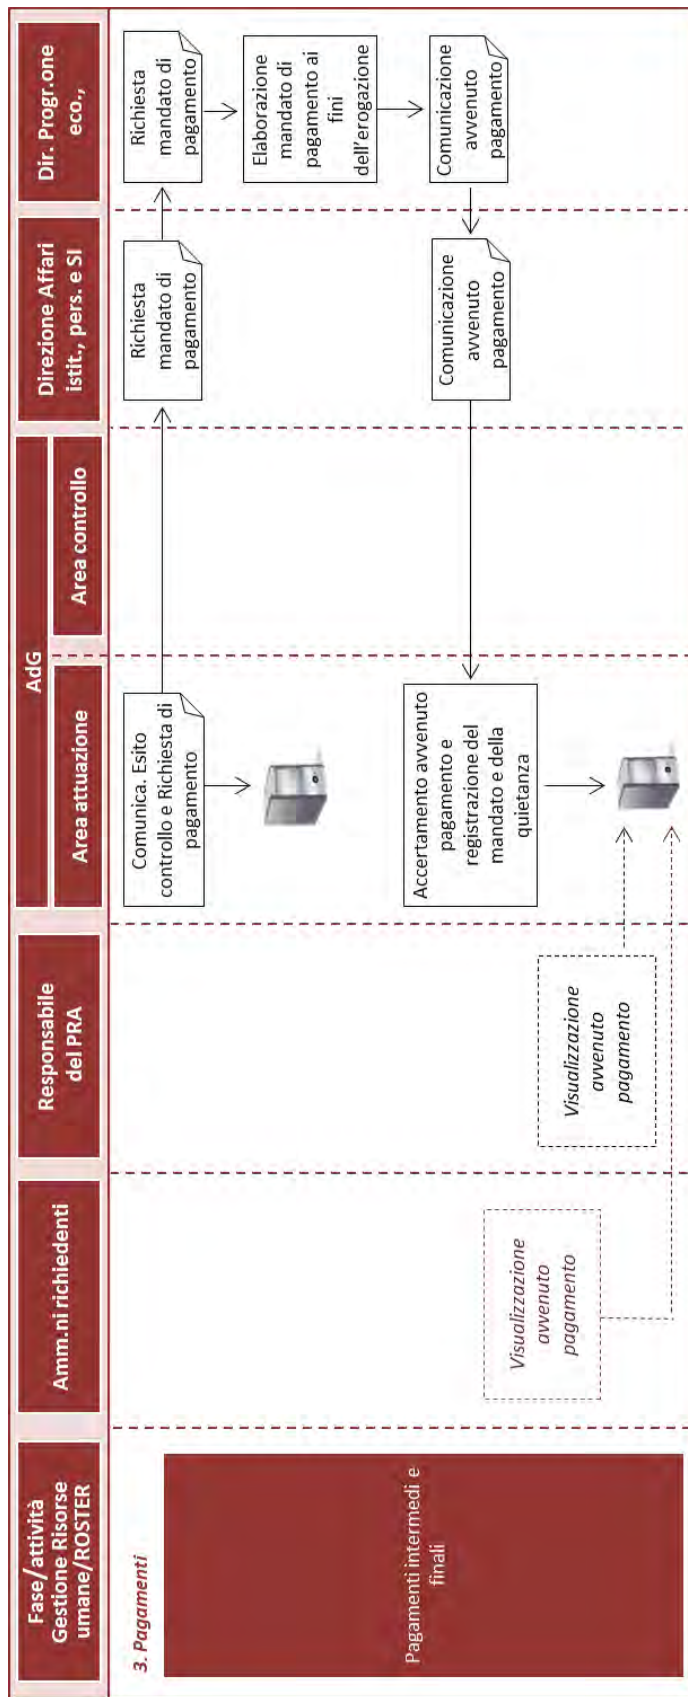 Fase/attività
Gestione Risorse
umane/ROSTER
Amm.ni richiedenti
Responsabile
del PRA
AdG
Area attuazione
Area controllo
Direzione Affari
istit., pers. e SI
Dir. Progr.one
eco.,
3. Pagamenti
Pagamenti intermedi e
finali
Comunica. Esito
controllo e Richiesta di
pagamento
Richiesta
mandato di
pagamento
Richiesta
mandato di
pagamento
Elaborazione
mandato di
pagamento ai
fini
dell'erogazione
Comunicazione
avvenuto
pagamento
Comunicazione
avvenuto
pagamento
Accertamento avvenuto
pagamento e
registrazione del
mandato e della
quietanza
Visualizzazione
avvenuto
pagamento
Visualizzazione
avvenuto
pagamento